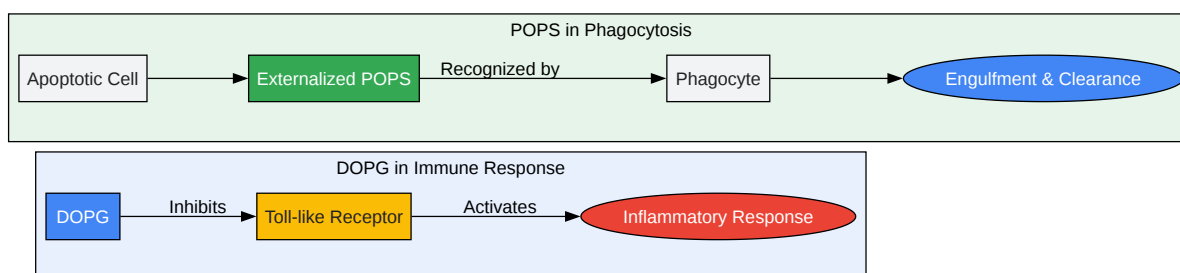 POPS in Phagocytosis
Apoptotic Cell
Externalized POPS
Recognized by
Phagocyte
Engulfment & Clearance
DOPG in Immune Response
DOPG
Inhibits
Toll-like Receptor
Activates
Inflammatory Response